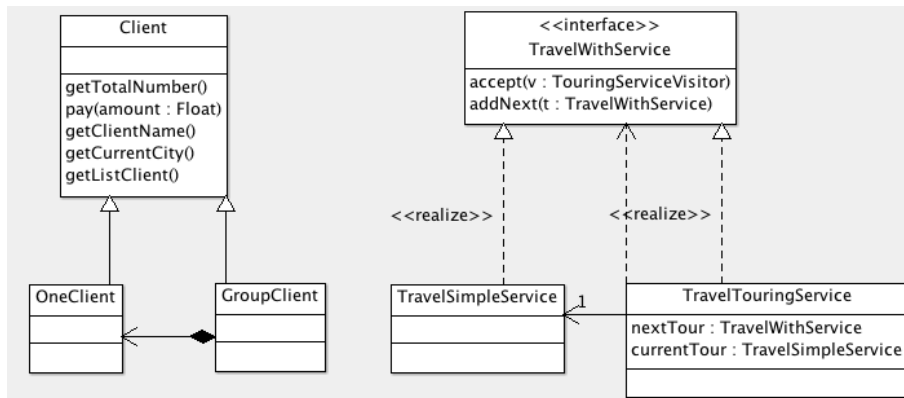 Client
getTotalNumber()
pay(amount : Float)
getClientName()
getCurrentCity()
getListClient()
OneClient
GroupClient
<<interface>>
TravelWithService
accept(v : TouringServiceVisitor)
addNext(t : TravelWithService)
<<realize>>
<<realize>>
TravelSimpleService
1
TravelTouringService
nextTour : TravelWithService
currentTour : TravelSimpleService